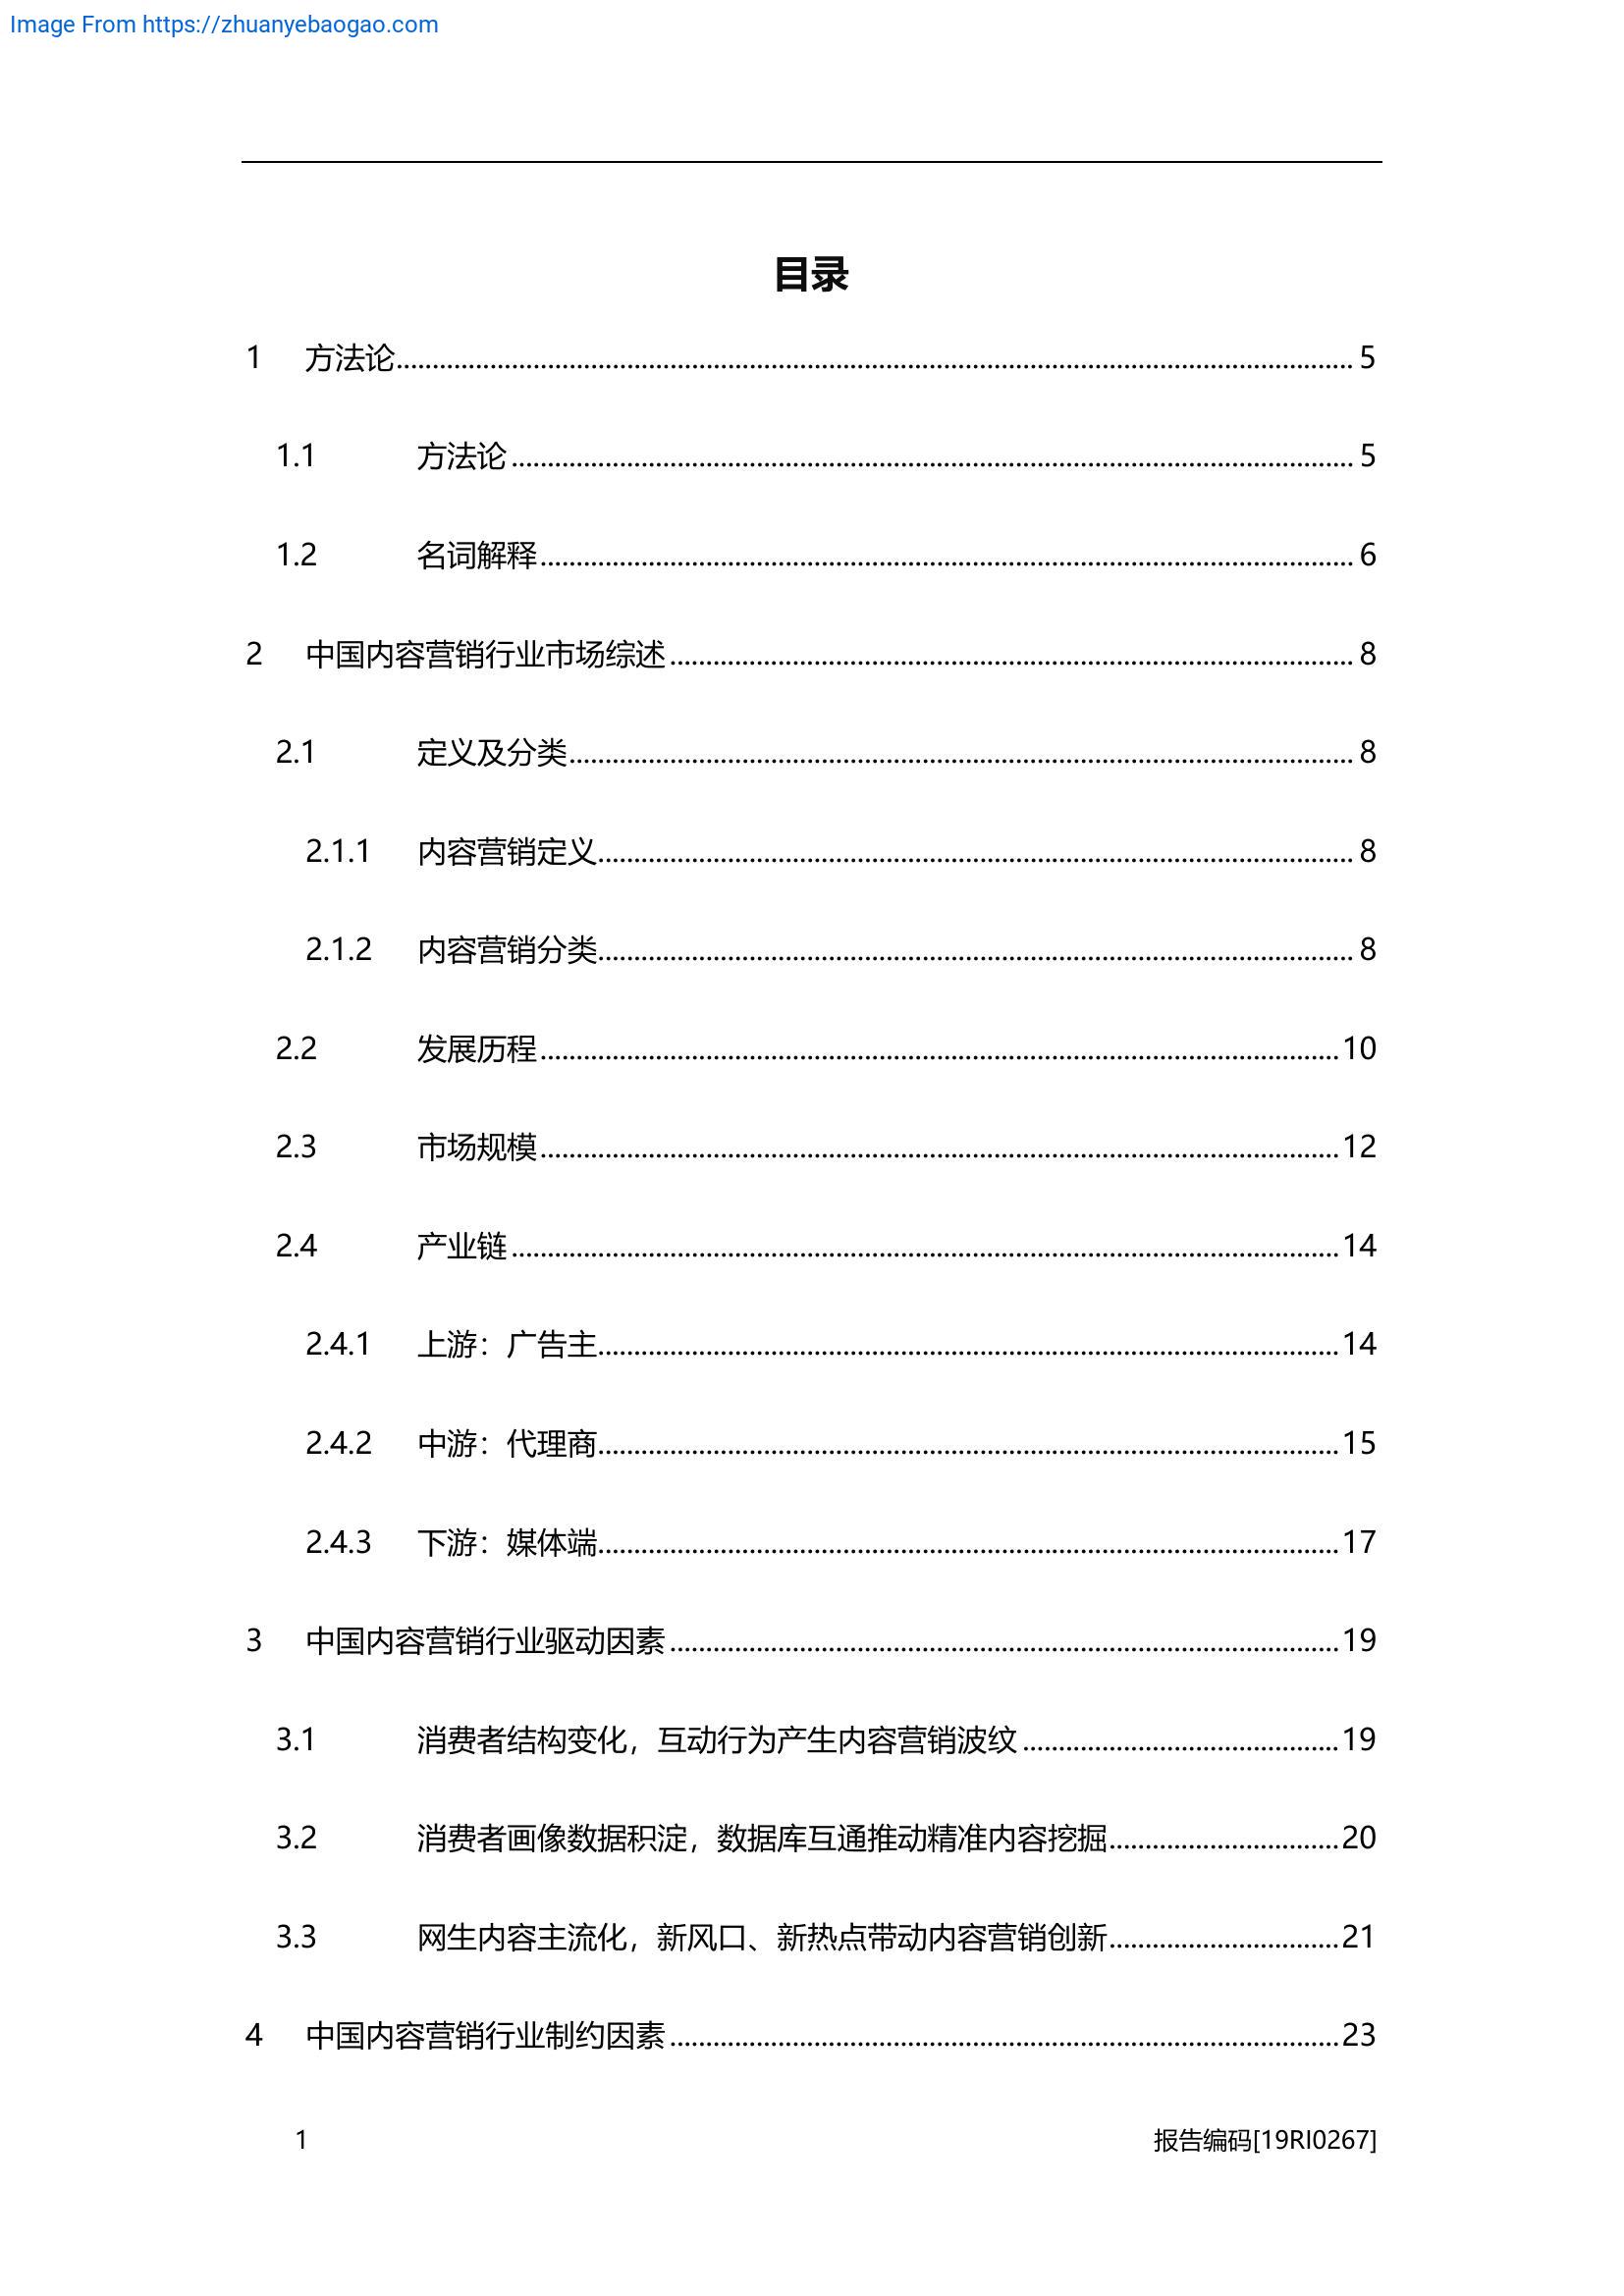 Image From https://zhuanyebaogao.com
目录
1 方法论 5
1.1 方法论 5
1.2 名词解释 6
2 中国内容营销行业市场综述 8
2.1 定义及分类 8
2.1.1 内容营销定义 8
2.1.2 内容营销分类 8
2.2 发展历程 10
2.3 市场规模 12
2.4 产业链 14
2.4.1 上游：广告主 14
2.4.2 中游：代理商 15
2.4.3 下游：媒体端 17
3 中国内容营销行业驱动因素 19
3.1 消费者结构变化，互动行为产生内容营销波纹 19
3.2 消费者画像数据积淀，数据库互通推动精准内容挖掘 20
3.3 网生内容主流化，新风口、新热点带动内容营销创新 21
4 中国内容营销行业制约因素 23
1 报告编码[19RI0267]